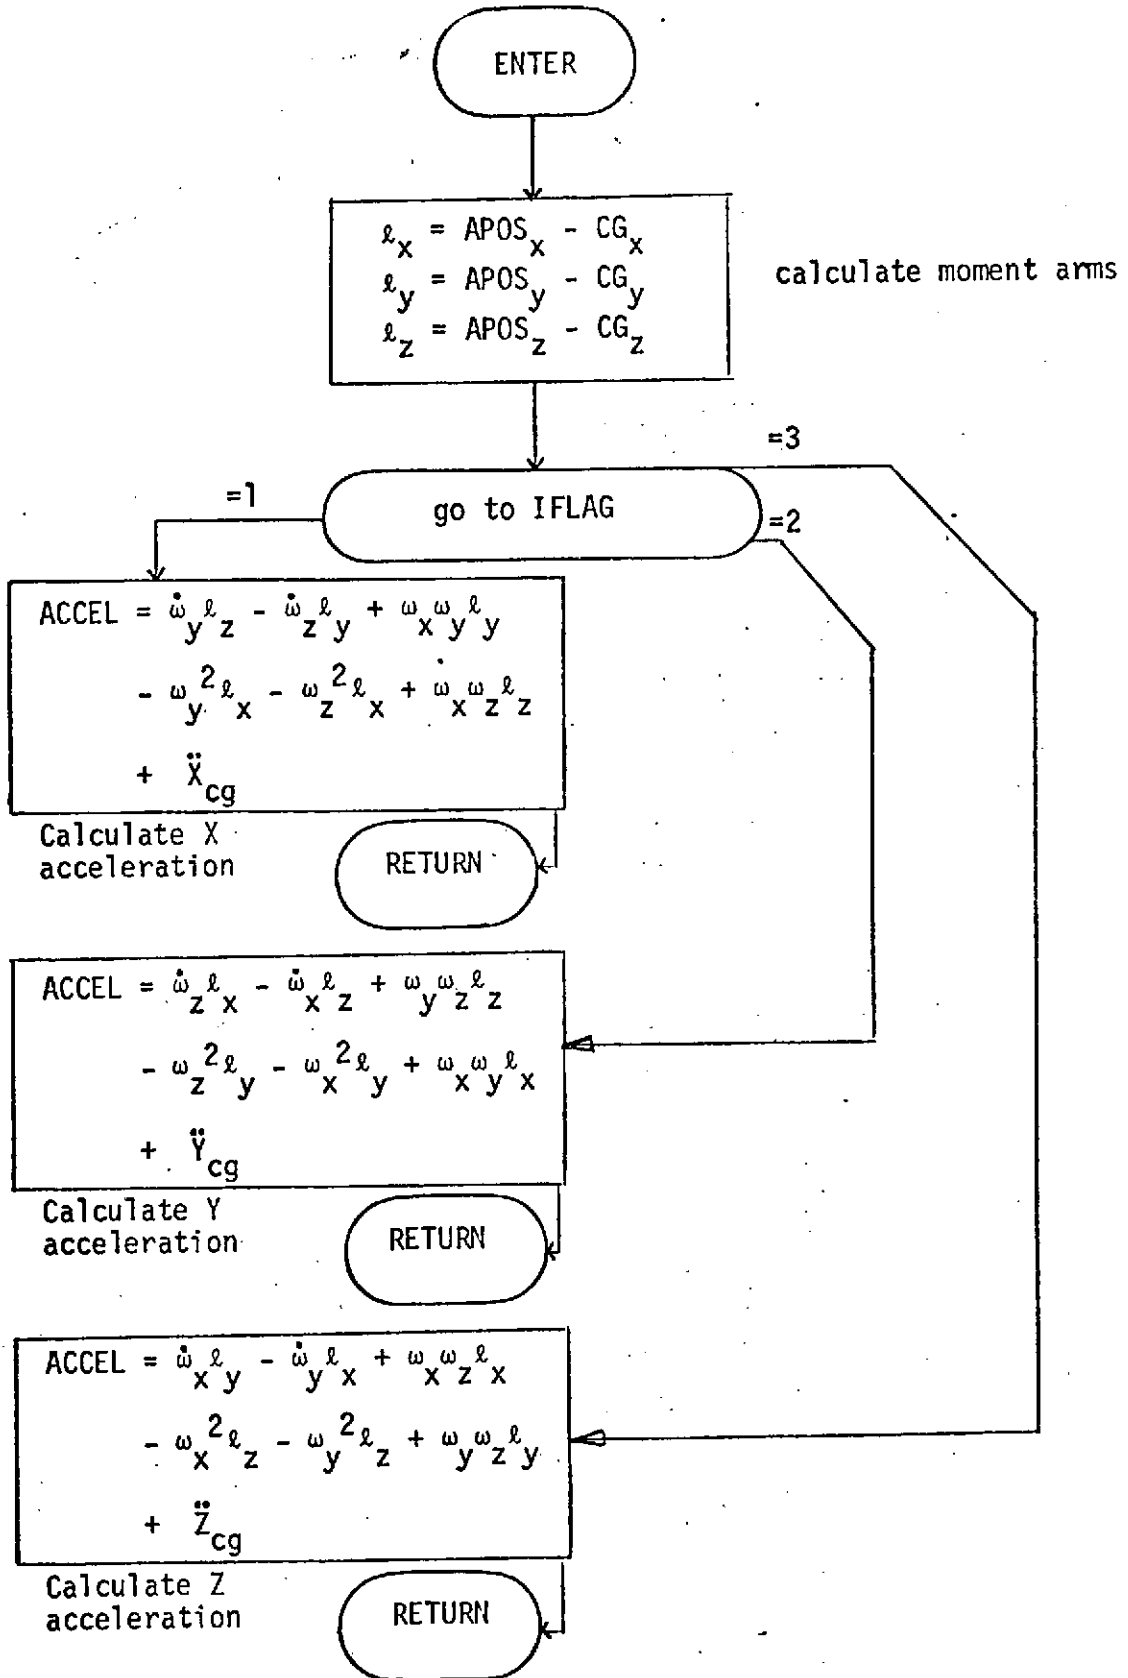 ENTER
ℓx = APOSx - CGx
ℓy = APOSy - CGy
ℓz = APOSz - CGz
calculate moment arms
=3
=1
go to IFLAG
=2
ACCEL = ω̇yℓz - ω̇zℓy + ωxωyℓy
- ωy²ℓx - ωz²ℓx + ωxωzℓz
+ Ẍcg
Calculate X
acceleration
RETURN
ACCEL = ω̇zℓx - ω̇xℓz + ωyωzℓz
- ωz²ℓy - ωx²ℓy + ωxωyℓx
+ Ÿcg
Calculate Y
acceleration
RETURN
ACCEL = ω̇xℓy - ω̇yℓx + ωxωzℓx
- ωx²ℓz - ωy²ℓz + ωyωzℓy
+ Z̈cg
Calculate Z
acceleration
RETURN